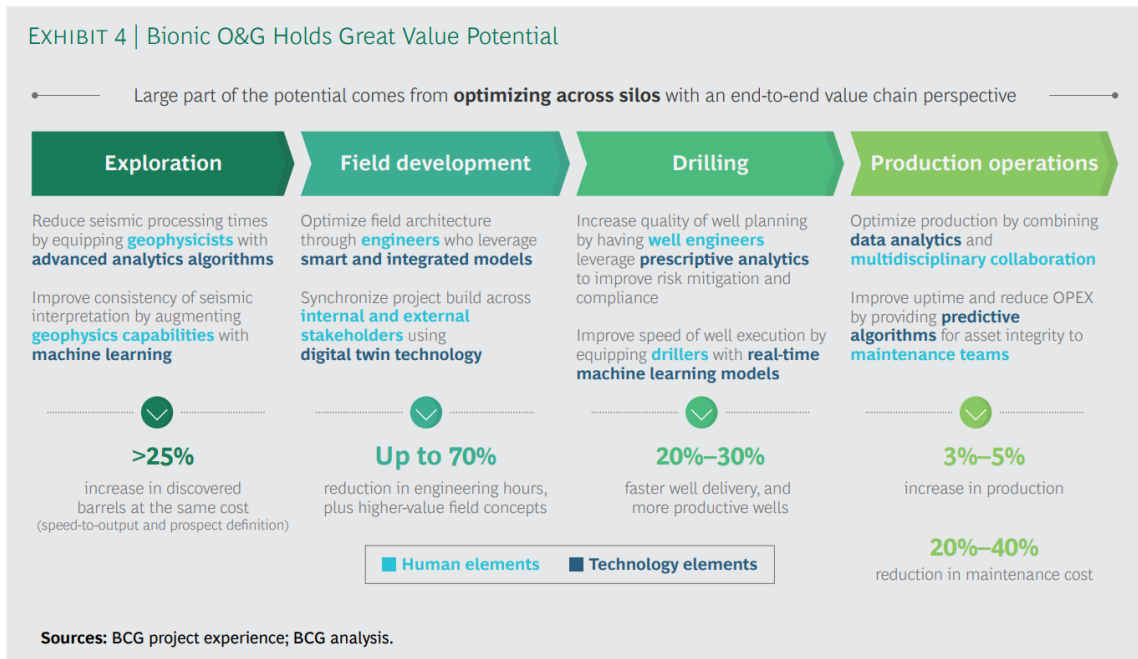 EXHIBIT 4 | Bionic O&G Holds Great Value Potential
Large part of the potential comes from optimizing across silos with an end-to-end value chain perspective
Exploration
Reduce seismic processing times
by equipping geophysicists with
advanced analytics algorithms
Improve consistency of seismic
interpretation by augmenting
geophysics capabilities with
machine learning
>25%
increase in discovered
barrels at the same cost
(speed-to-output and prospect definition)
Field development
Optimize field architecture
through engineers who leverage
smart and integrated models
Synchronize project build across
internal and external
stakeholders using
digital twin technology
Up to 70%
reduction in engineering hours,
plus higher-value field concepts
Drilling
Increase quality of well planning
by having well engineers
leverage prescriptive analytics
to improve risk mitigation and
compliance
Improve speed of well execution by
equipping drillers with real-time
machine learning models
20%–30%
faster well delivery, and
more productive wells
Production operations
Optimize production by combining
data analytics and
multidisciplinary collaboration
Improve uptime and reduce OPEX
by providing predictive
algorithms for asset integrity to
maintenance teams
3%–5%
increase in production
20%–40%
reduction in maintenance cost
Human elements
Technology elements
Sources: BCG project experience; BCG analysis.